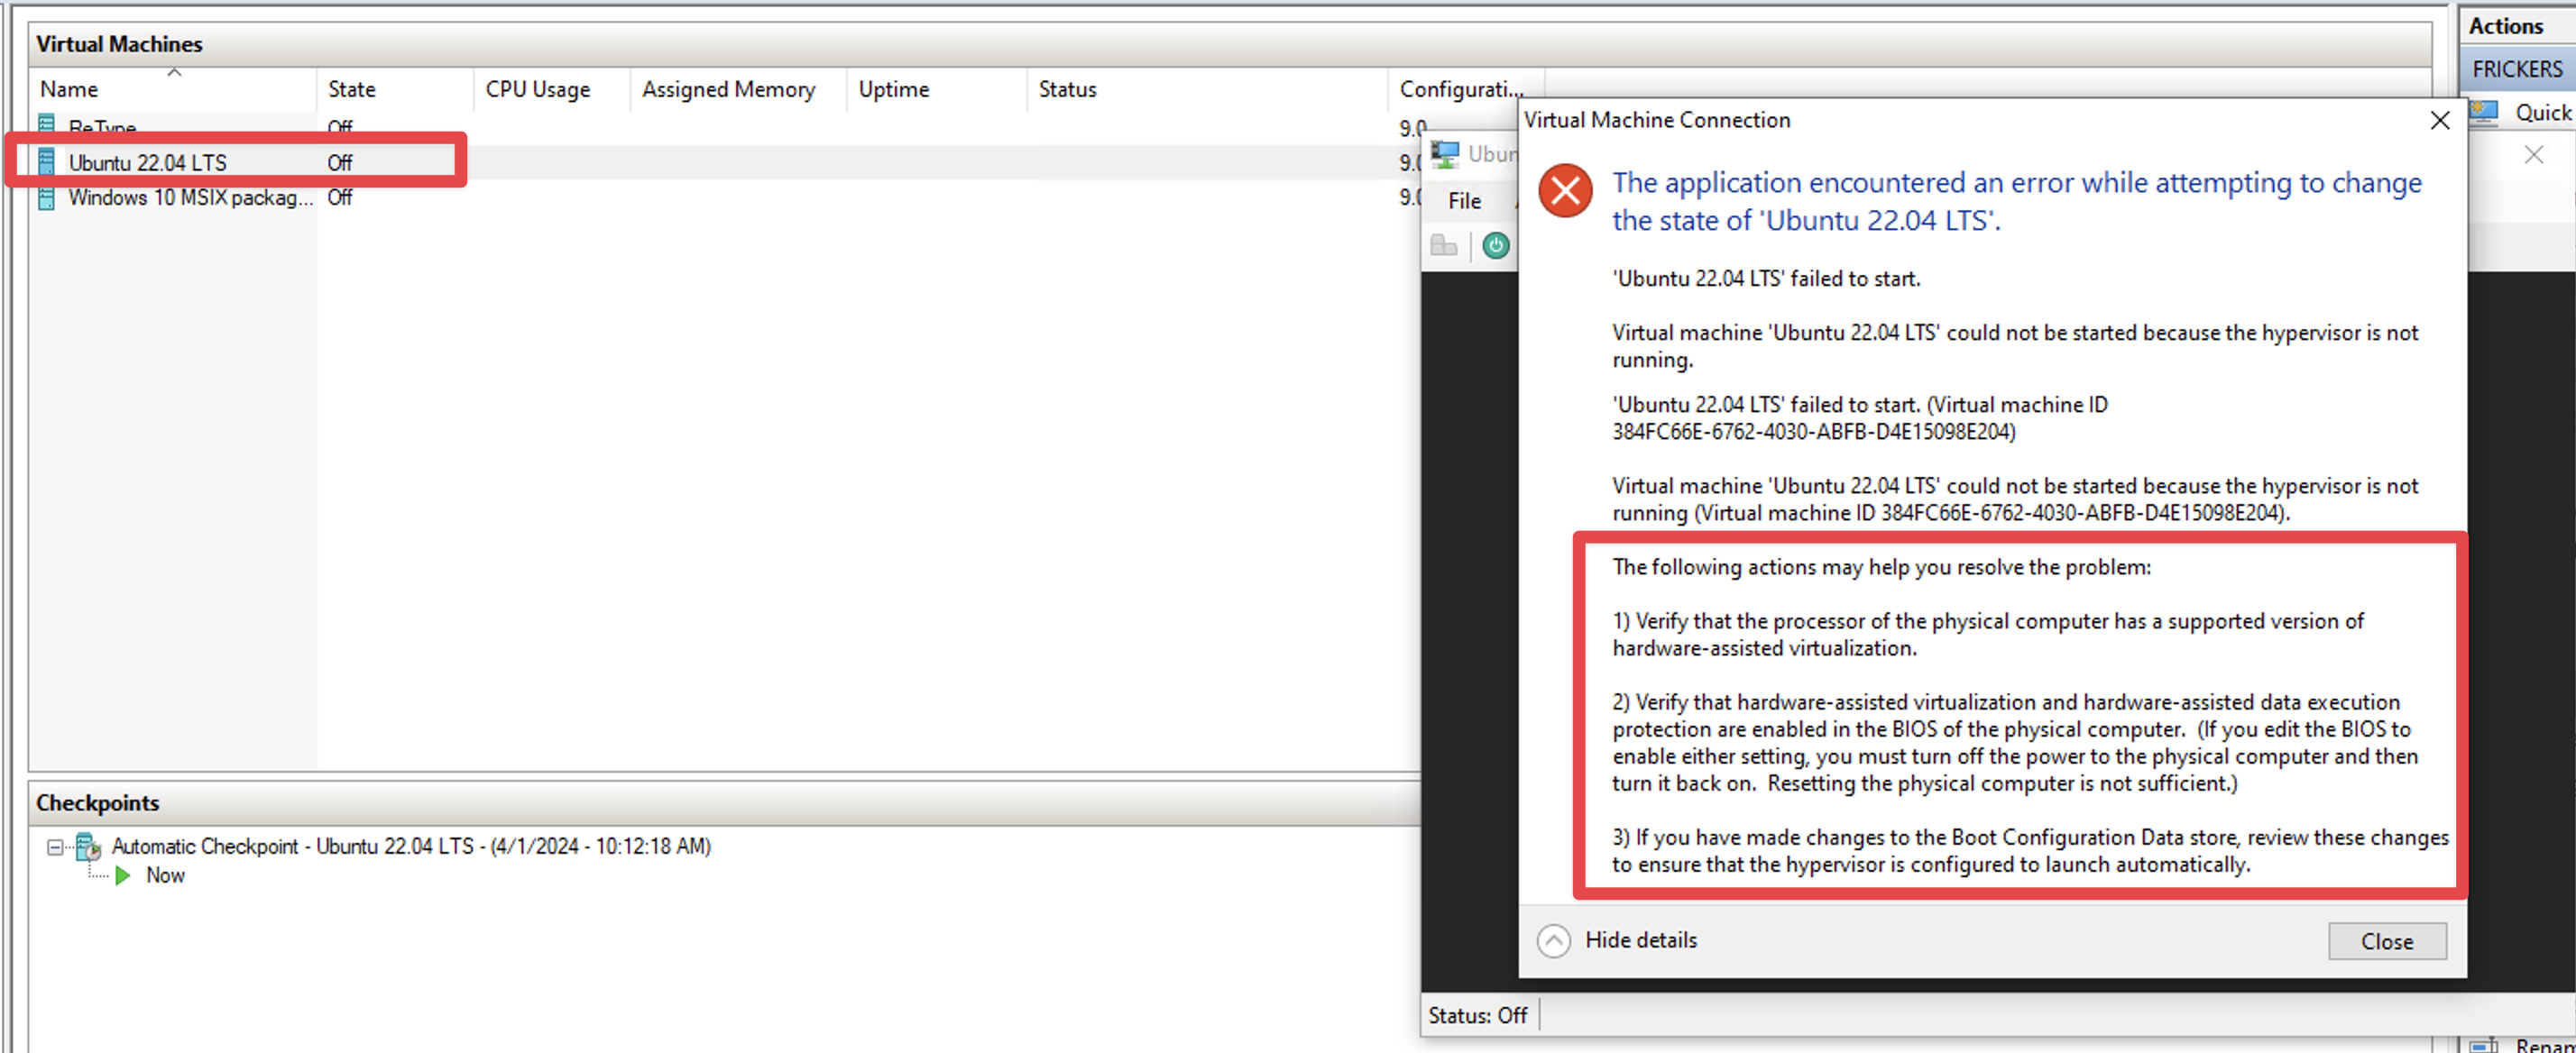 Virtual Machines
Name State CPU Usage Assigned Memory Uptime Status Configurati...
ReType Off 9.0
Ubuntu 22.04 LTS Off 9.0
Windows 10 MSIX packag... Off 9.0
Checkpoints
Automatic Checkpoint - Ubuntu 22.04 LTS - (4/1/2024 - 10:12:18 AM)
Now
File
Status: Off
Virtual Machine Connection
The application encountered an error while attempting to change
the state of 'Ubuntu 22.04 LTS'.
'Ubuntu 22.04 LTS' failed to start.
Virtual machine 'Ubuntu 22.04 LTS' could not be started because the hypervisor is not
running.
'Ubuntu 22.04 LTS' failed to start. (Virtual machine ID
384FC66E-6762-4030-ABFB-D4E15098E204)
Virtual machine 'Ubuntu 22.04 LTS' could not be started because the hypervisor is not
running (Virtual machine ID 384FC66E-6762-4030-ABFB-D4E15098E204).
The following actions may help you resolve the problem:
1) Verify that the processor of the physical computer has a supported version of
hardware-assisted virtualization.
2) Verify that hardware-assisted virtualization and hardware-assisted data execution
protection are enabled in the BIOS of the physical computer.  (If you edit the BIOS to
enable either setting, you must turn off the power to the physical computer and then
turn it back on.  Resetting the physical computer is not sufficient.)
3) If you have made changes to the Boot Configuration Data store, review these changes
to ensure that the hypervisor is configured to launch automatically.
Hide details
Close
Actions
FRICKERS
Quick